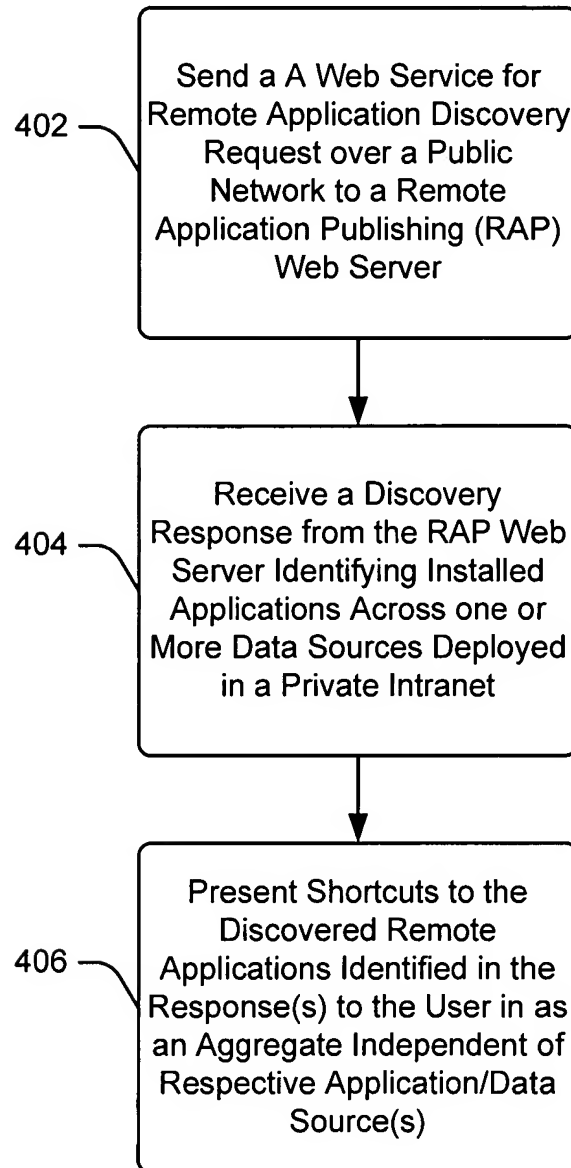 402
Send a A Web Service for
Remote Application Discovery
Request over a Public
Network to a Remote
Application Publishing (RAP)
Web Server
404
Receive a Discovery
Response from the RAP Web
Server Identifying Installed
Applications Across one or
More Data Sources Deployed
in a Private Intranet
406
Present Shortcuts to the
Discovered Remote
Applications Identified in the
Response(s) to the User in as
an Aggregate Independent of
Respective Application/Data
Source(s)